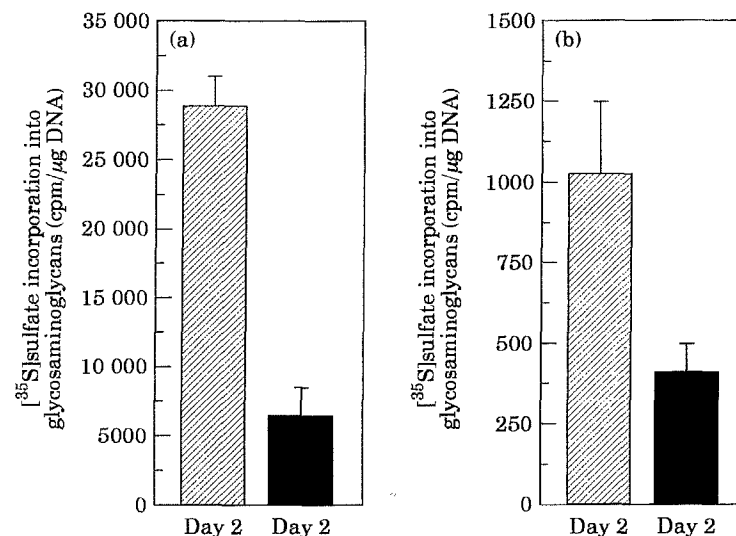 [³⁵S]sulfate incorporation into
glycosaminoglycans (cpm/μg DNA)
35 000
30 000
25 000
20 000
15 000
10 000
5000
0
(a)
Day 2 Day 2
[³⁵S]sulfate incorporation into
glycosaminoglycans (cpm/μg DNA)
1500
1250
1000
750
500
250
0
(b)
Day 2 Day 2